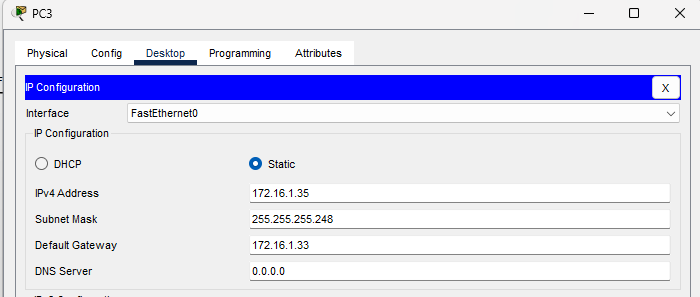 PC3
Physical Config Desktop Programming Attributes
IP Configuration X
Interface FastEthernet0
IP Configuration
DHCP Static
IPv4 Address 172.16.1.35
Subnet Mask 255.255.255.248
Default Gateway 172.16.1.33
DNS Server 0.0.0.0